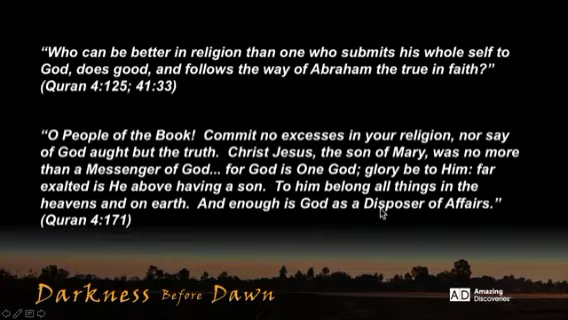 “Who can be better in religion than one who submits his whole self to
God, does good, and follows the way of Abraham the true in faith?”
(Quran 4:125; 41:33)
“O People of the Book!  Commit no excesses in your religion, nor say
of God aught but the truth.  Christ Jesus, the son of Mary, was no more
than a Messenger of God... for God is One God; glory be to Him: far
exalted is He above having a son.  To him belong all things in the
heavens and on earth.  And enough is God as a Disposer of Affairs.”
(Quran 4:171)
Darkness Before Dawn
AD Amazing
Discoveries™